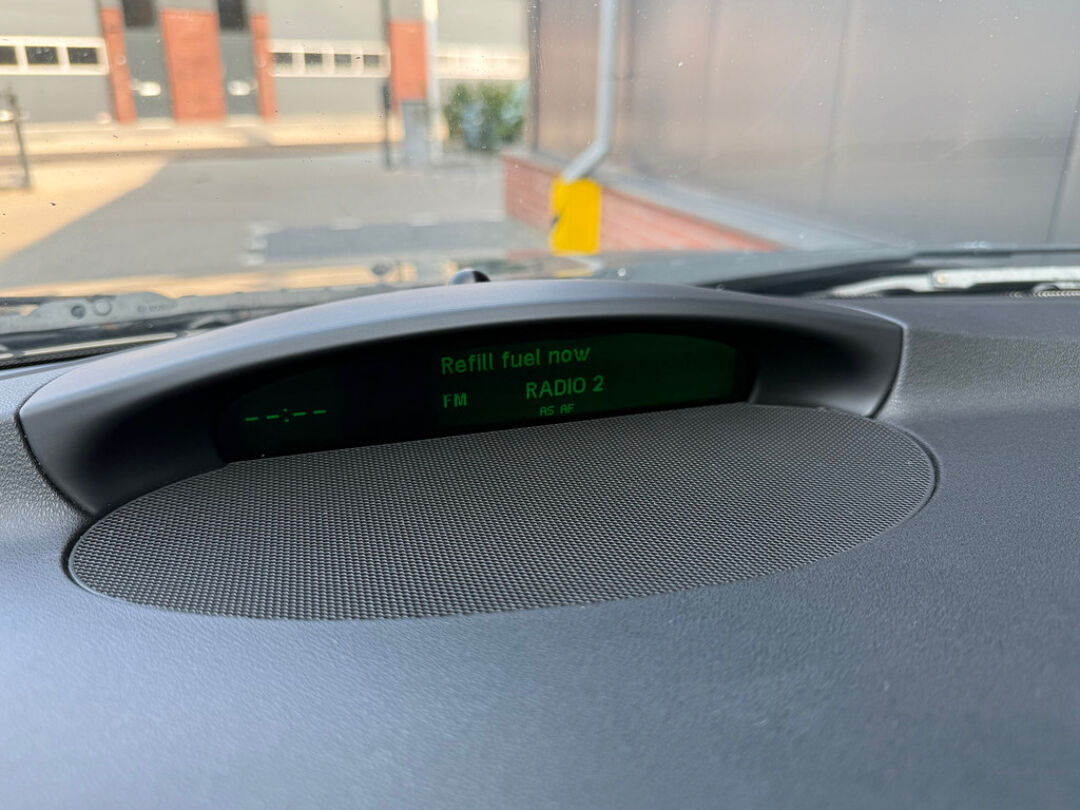 Refill fuel now
--:-- FM RADIO 2
AS AF